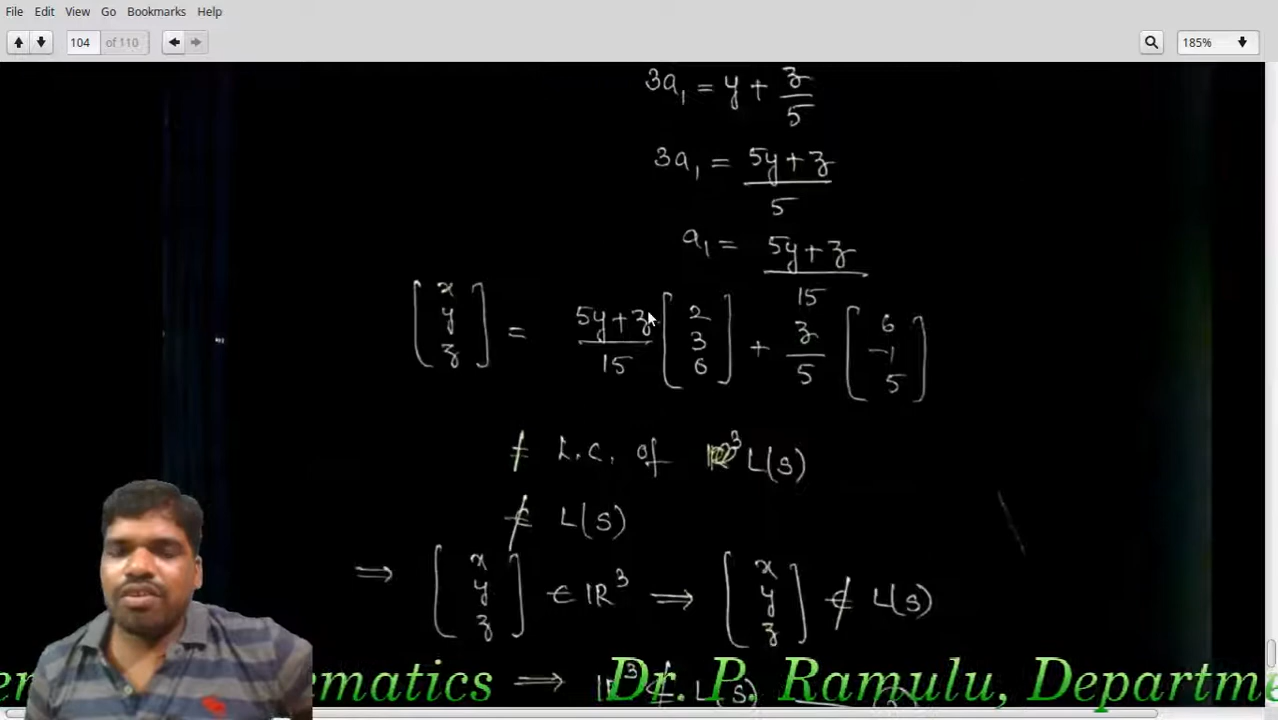 File Edit View Go Bookmarks Help
104 of 110 185%
3a₁ = y + z/5
3a₁ = (5y+z)/5
a₁ = (5y+z)/15
[x y z] = (5y+z)/15 [2 3 6] + z/5 [6 -1 5]
≠ L.C. of L(S)
∉ L(S)
⇒ [x y z] ∈ ℝ³ ⇒ [x y z] ∉ L(S)
⇒ ℝ³ ⊄ L(S)
ematics Dr. P. Ramulu, Departme